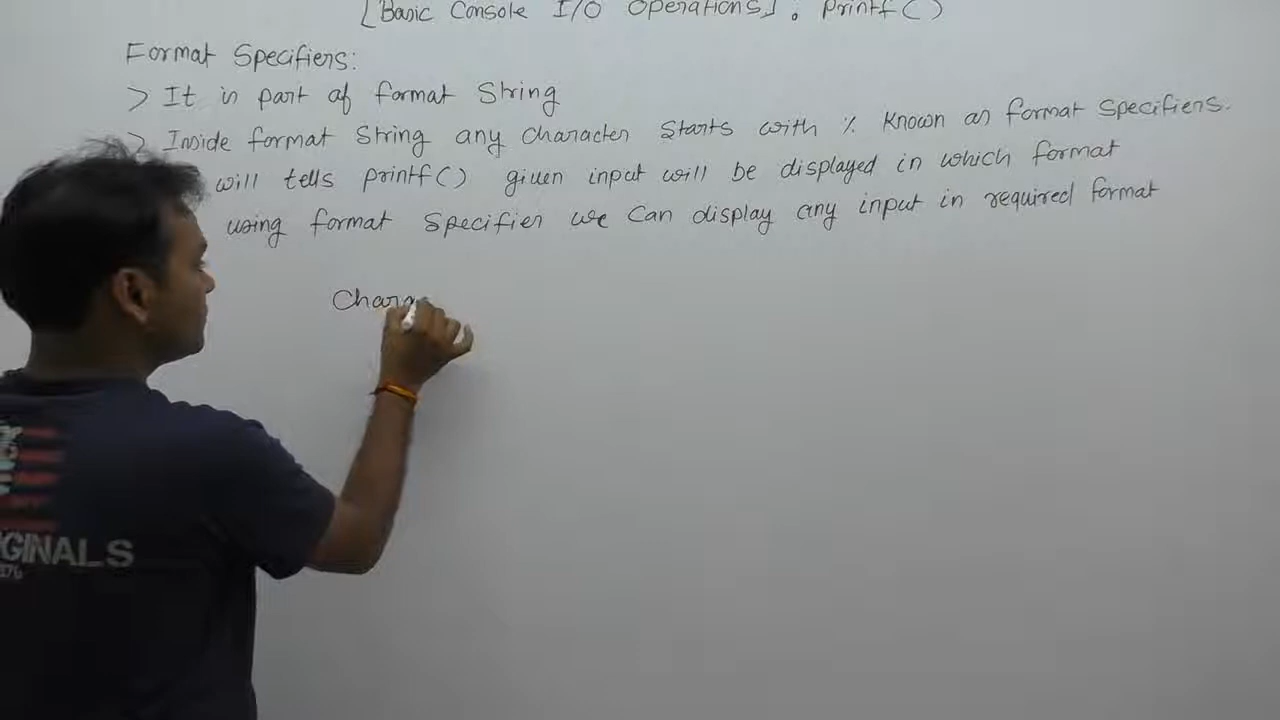 [Basic Console I/O Operations]: Printf()
Format Specifiers:
> It is part of format String
> Inside format String any character starts with % known as format specifiers.
will tells printf() given input will be displayed in which format
using format specifier we can display any input in required format
Chara
GINALS